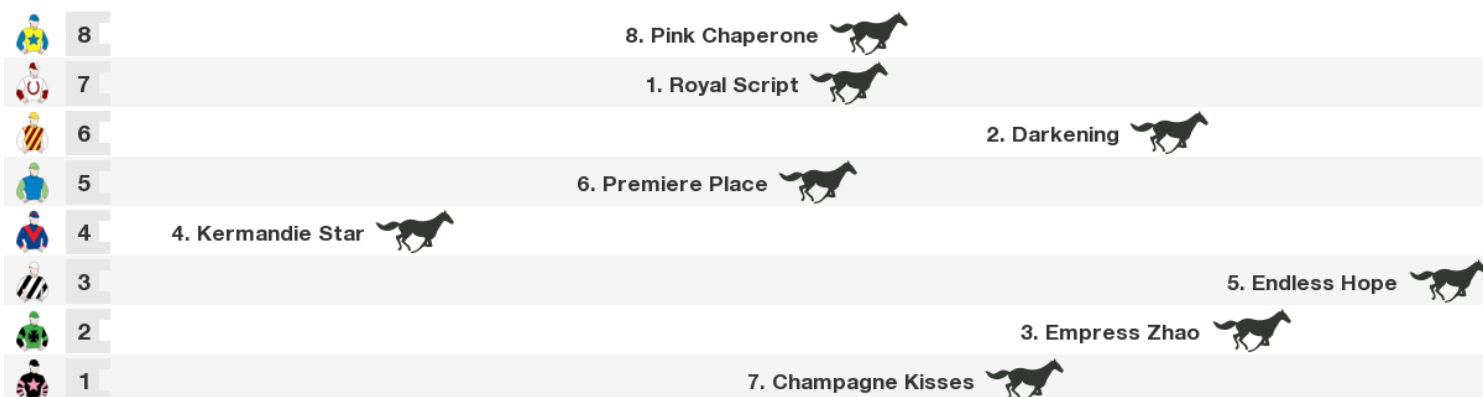 8 8. Pink Chaperone
7 1. Royal Script
6 2. Darkening
5 6. Premiere Place
4 4. Kermandie Star
3 5. Endless Hope
2 3. Empress Zhao
1 7. Champagne Kisses